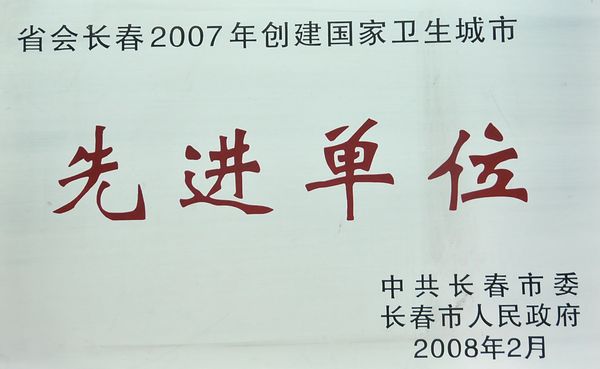 省会长春2007年创建国家卫生城市
先进单位
中共长春市委
长春市人民政府
2008年2月